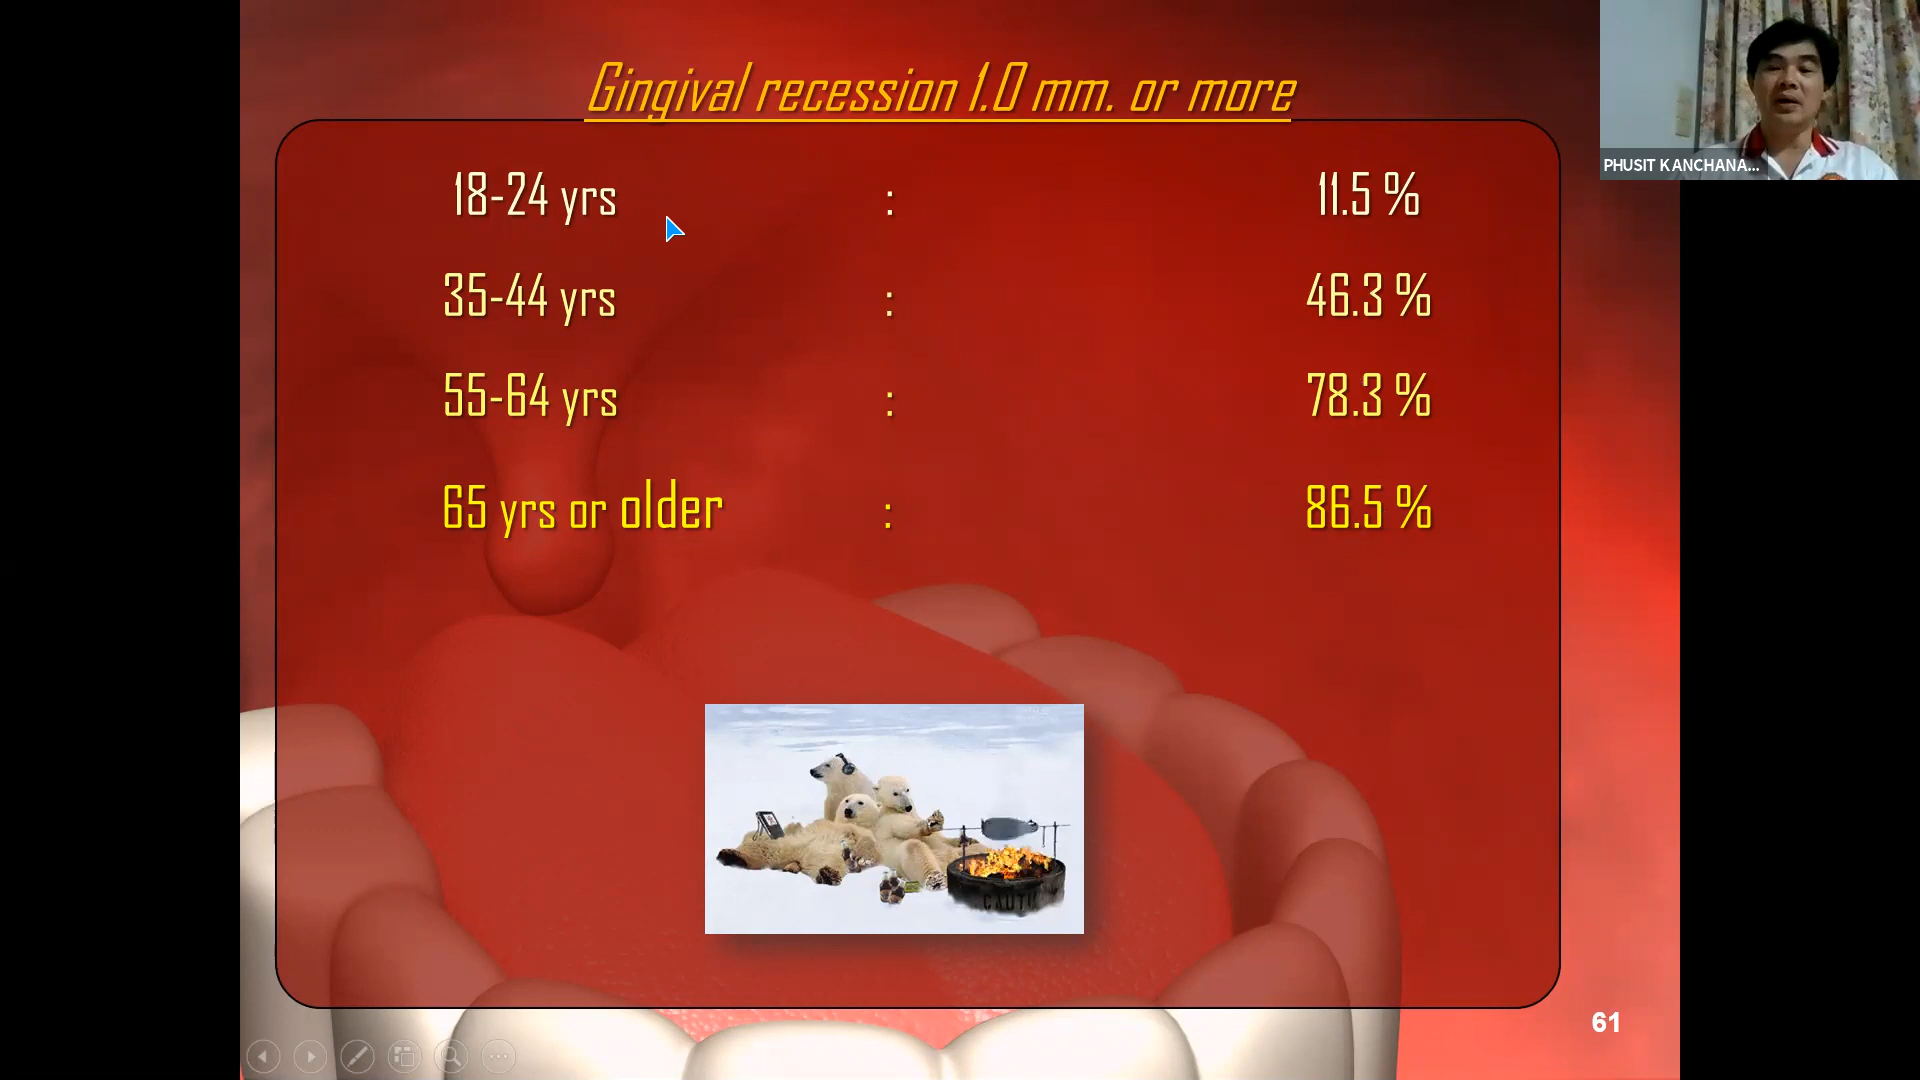 Gingival recession 1.0 mm. or more
PHUSIT KANCHANA...
18-24 yrs : 11.5 %
35-44 yrs : 46.3 %
55-64 yrs : 78.3 %
65 yrs or older : 86.5 %
61